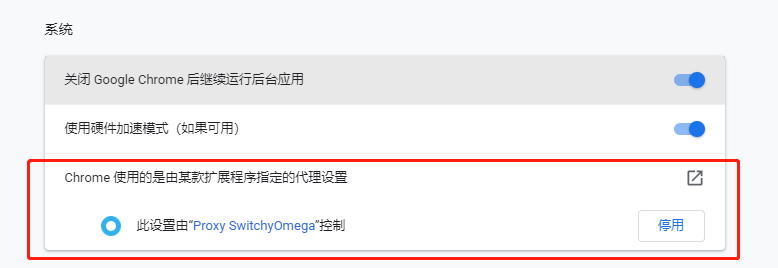 系统
关闭 Google Chrome 后继续运行后台应用
使用硬件加速模式（如果可用）
Chrome 使用的是由某款扩展程序指定的代理设置
此设置由“Proxy SwitchyOmega”控制
停用